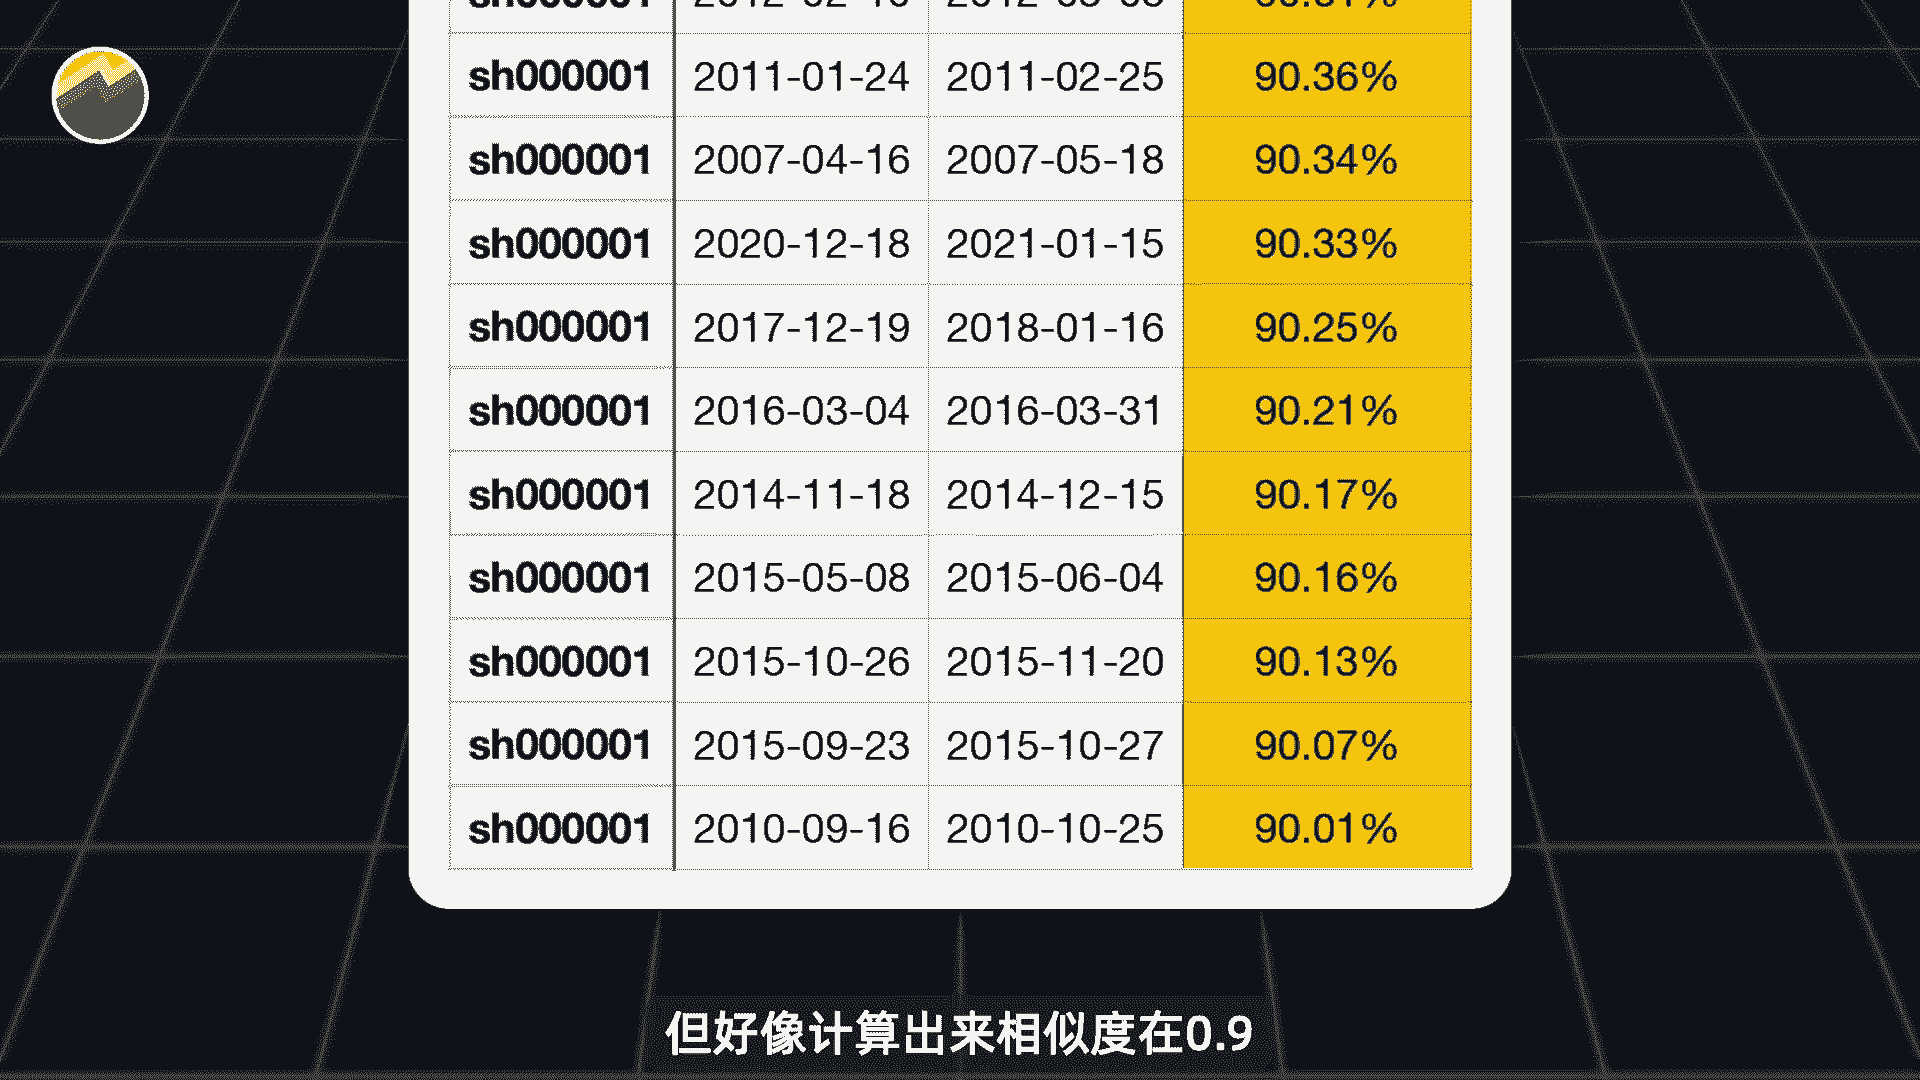 sh000001 2011-01-24 2011-02-25 90.36%
sh000001 2007-04-16 2007-05-18 90.34%
sh000001 2020-12-18 2021-01-15 90.33%
sh000001 2017-12-19 2018-01-16 90.25%
sh000001 2016-03-04 2016-03-31 90.21%
sh000001 2014-11-18 2014-12-15 90.17%
sh000001 2015-05-08 2015-06-04 90.16%
sh000001 2015-10-26 2015-11-20 90.13%
sh000001 2015-09-23 2015-10-27 90.07%
sh000001 2010-09-16 2010-10-25 90.01%
但好像计算出来相似度在0.9